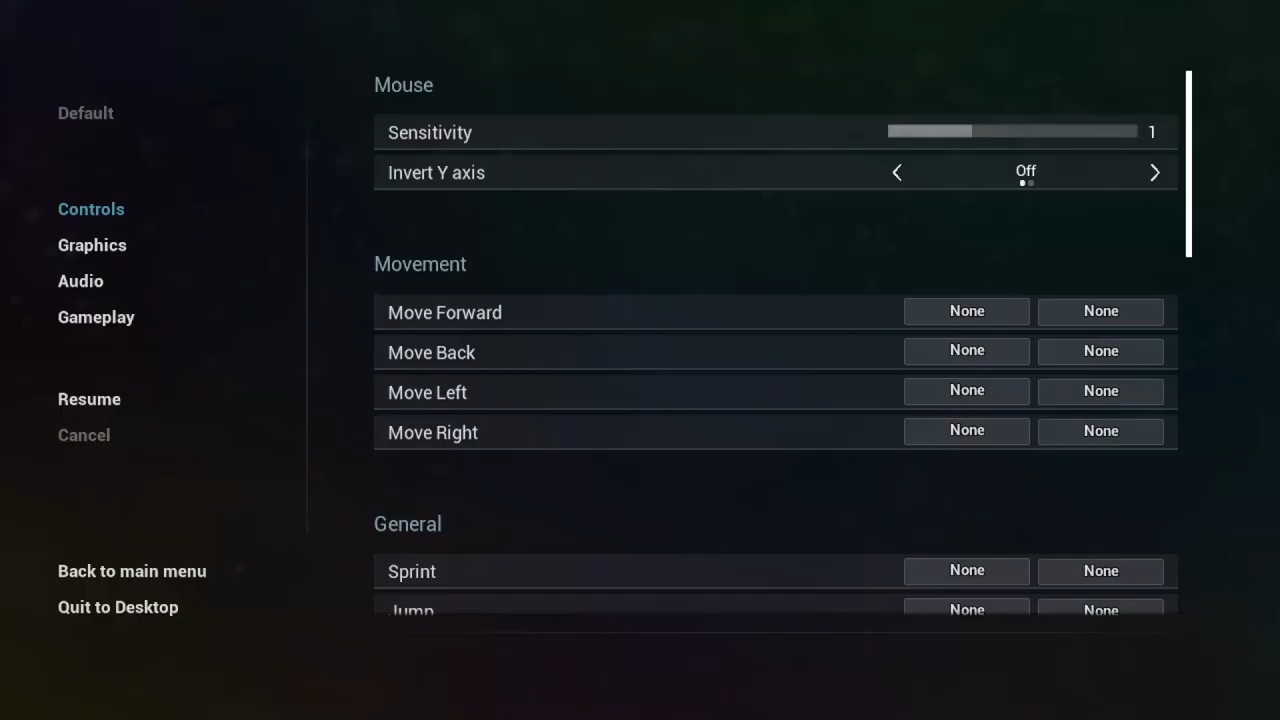 Default
Controls
Graphics
Audio
Gameplay
Resume
Cancel
Back to main menu
Quit to Desktop
Mouse
Sensitivity 1
Invert Y axis Off
Movement
Move Forward None None
Move Back None None
Move Left None None
Move Right None None
General
Sprint None None
Jump None None